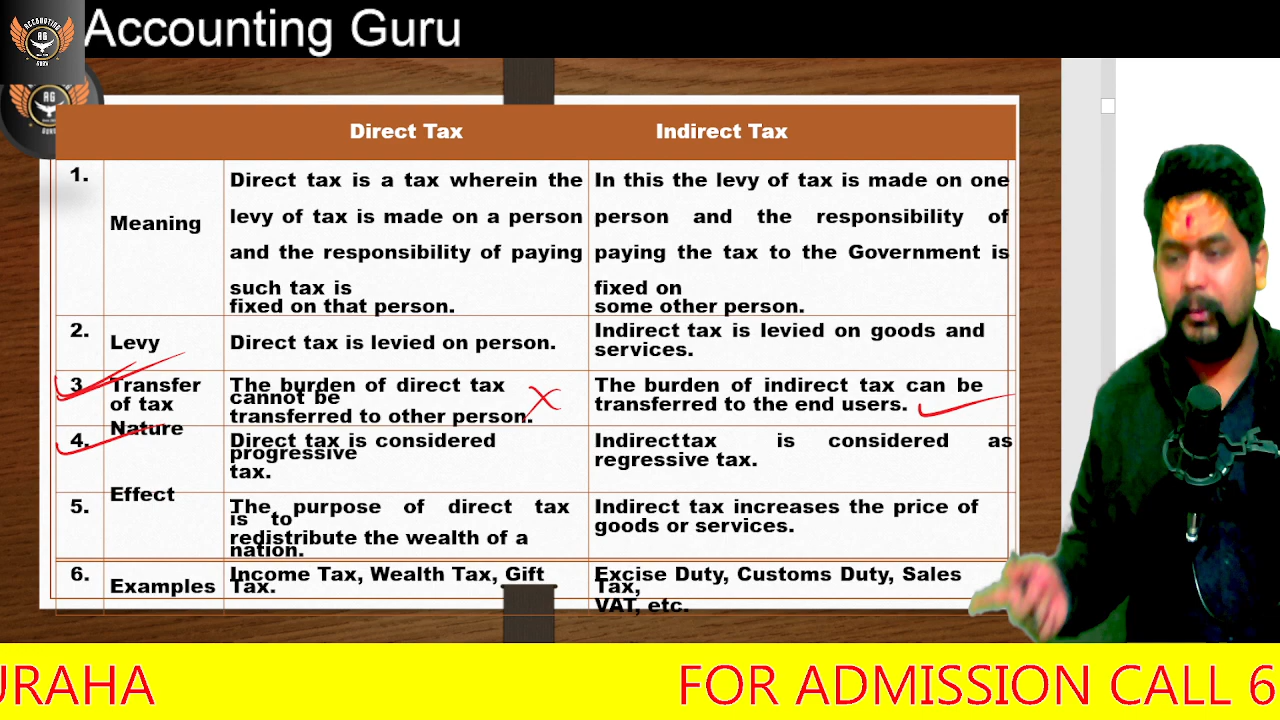 Accounting Guru
ACCOUNTING
AG
GURU
AG
Direct Tax Indirect Tax
1.
Meaning
Direct tax is a tax wherein the
levy of tax is made on a person
and the responsibility of paying
such tax is
fixed on that person.
In this the levy of tax is made on one
person and the responsibility of
paying the tax to the Government is
fixed on
some other person.
2.
Levy
Direct tax is levied on person.
Indirect tax is levied on goods and
services.
3.
Transfer
of tax
The burden of direct tax
cannot be
transferred to other person.
The burden of indirect tax can be
transferred to the end users.
4.
Nature
Direct tax is considered
progressive
tax.
Indirect tax is considered as
regressive tax.
5.
Effect
The purpose of direct tax
is to
redistribute the wealth of a
nation.
Indirect tax increases the price of
goods or services.
6.
Examples
Income Tax, Wealth Tax, Gift
Tax.
Excise Duty, Customs Duty, Sales
Tax,
VAT, etc.
URAHA FOR ADMISSION CALL 6